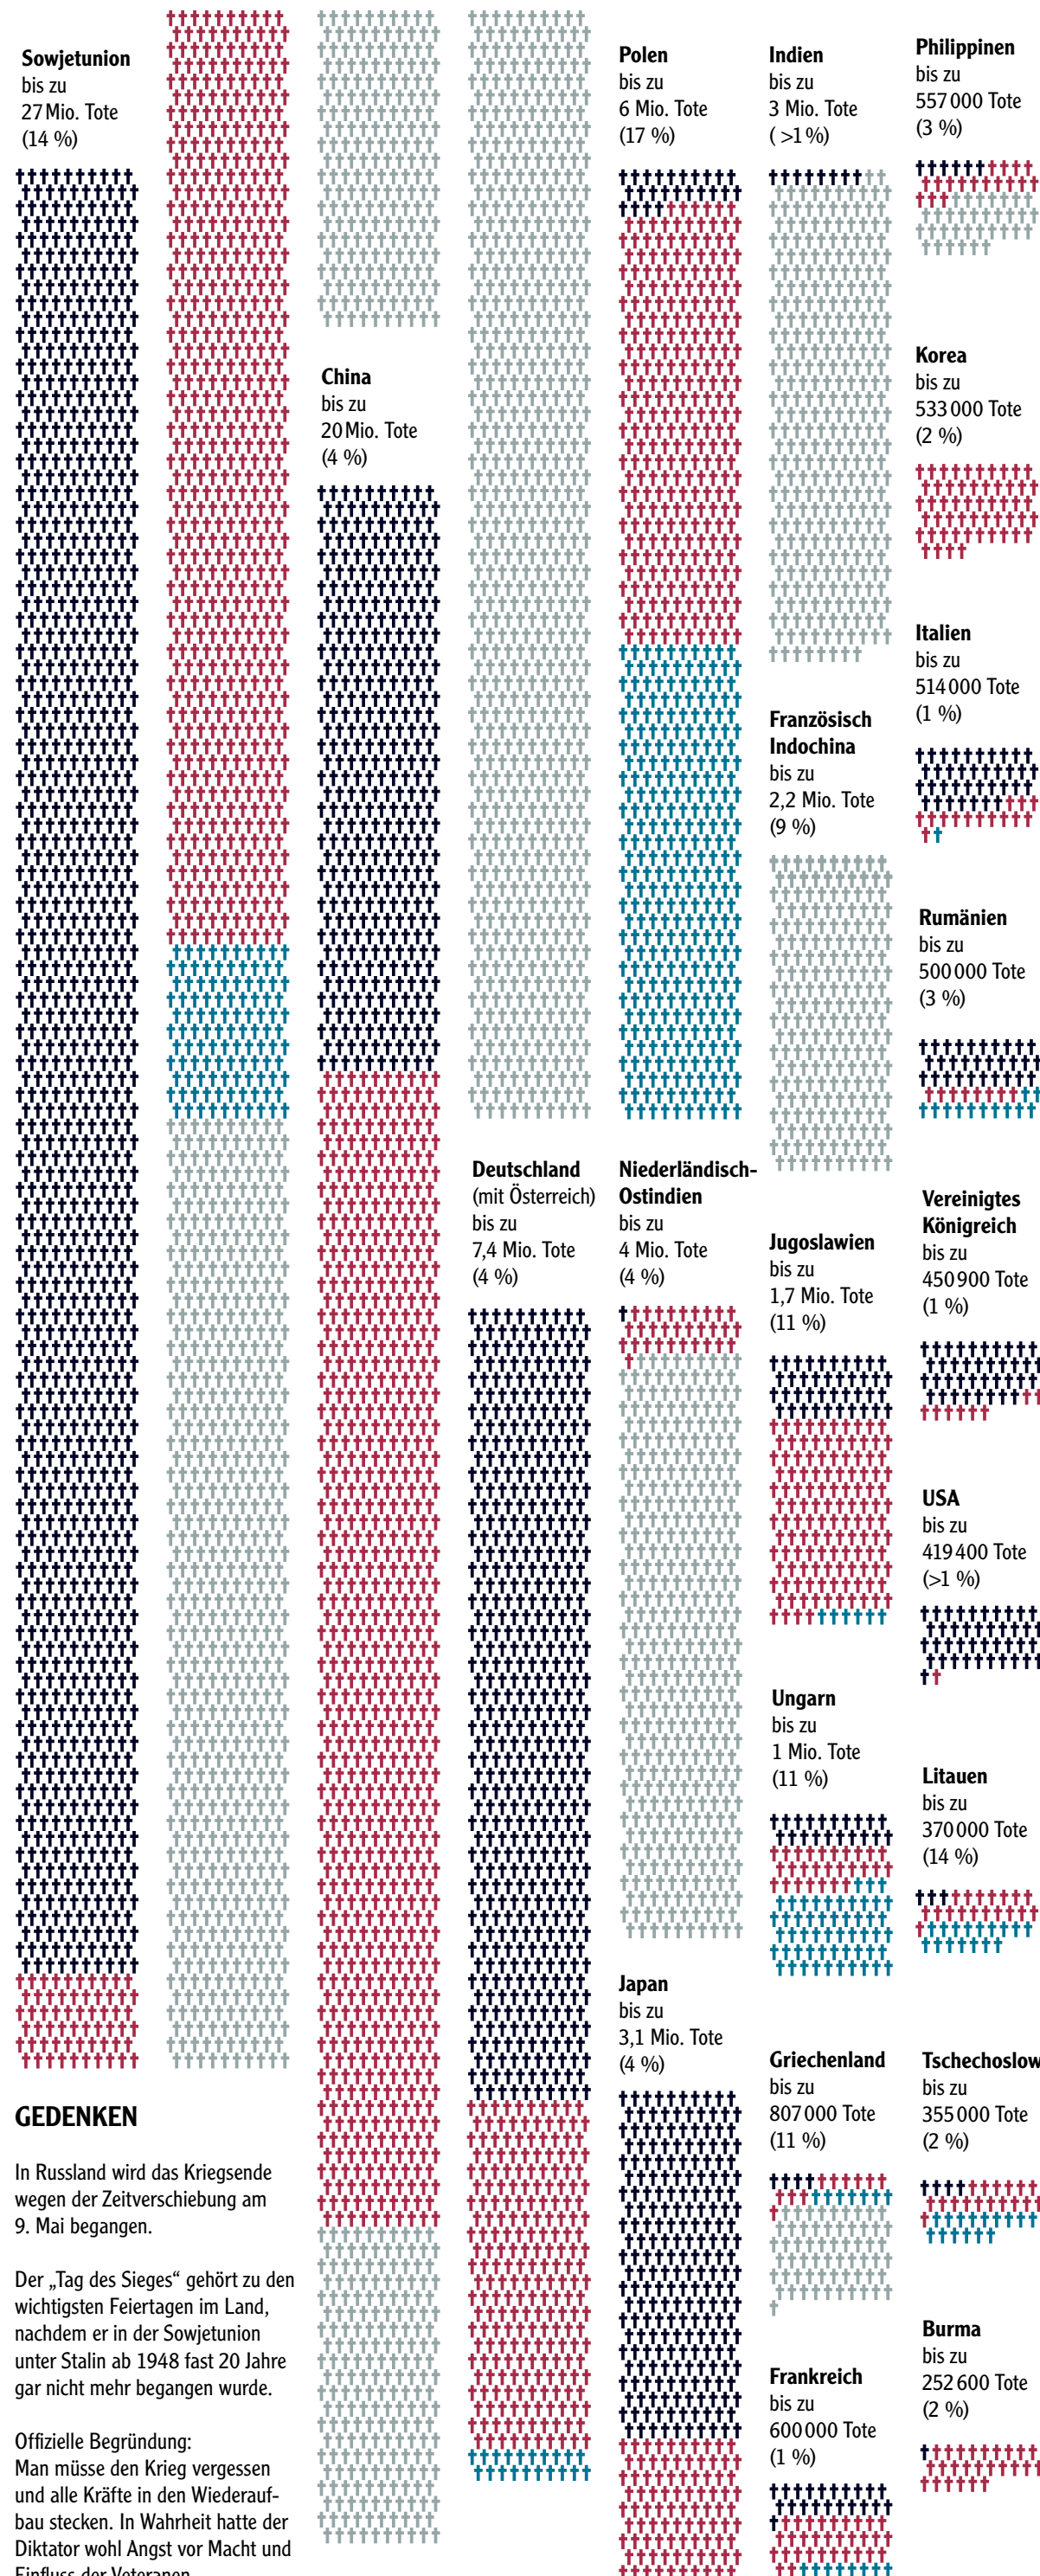 Sowjetunion
bis zu
27 Mio. Tote
(14 %)
GEDENKEN
In Russland wird das Kriegsende
wegen der Zeitverschiebung am
9. Mai begangen.
Der „Tag des Sieges“ gehört zu den
wichtigsten Feiertagen im Land,
nachdem er in der Sowjetunion
unter Stalin ab 1948 fast 20 Jahre
gar nicht mehr begangen wurde.
Offizielle Begründung:
Man müsse den Krieg vergessen
und alle Kräfte in den Wiederauf-
bau stecken. In Wahrheit hatte der
Diktator wohl Angst vor Macht und
Einfluss der Veteranen
China
bis zu
20 Mio. Tote
(4 %)
Deutschland
(mit Österreich)
bis zu
7,4 Mio. Tote
(4 %)
Polen
bis zu
6 Mio. Tote
(17 %)
Niederländisch-
Ostindien
bis zu
4 Mio. Tote
(4 %)
Japan
bis zu
3,1 Mio. Tote
(4 %)
Indien
bis zu
3 Mio. Tote
( >1 %)
Französisch
Indochina
bis zu
2,2 Mio. Tote
(9 %)
Jugoslawien
bis zu
1,7 Mio. Tote
(11 %)
Ungarn
bis zu
1 Mio. Tote
(11 %)
Griechenland
bis zu
807 000 Tote
(11 %)
Frankreich
bis zu
600 000 Tote
(1 %)
Philippinen
bis zu
557 000 Tote
(3 %)
Korea
bis zu
533 000 Tote
(2 %)
Italien
bis zu
514 000 Tote
(1 %)
Rumänien
bis zu
500 000 Tote
(3 %)
Vereinigtes
Königreich
bis zu
450 900 Tote
(1 %)
USA
bis zu
419 400 Tote
(>1 %)
Litauen
bis zu
370 000 Tote
(14 %)
Tschechoslow
bis zu
355 000 Tote
(2 %)
Burma
bis zu
252 600 Tote
(2 %)